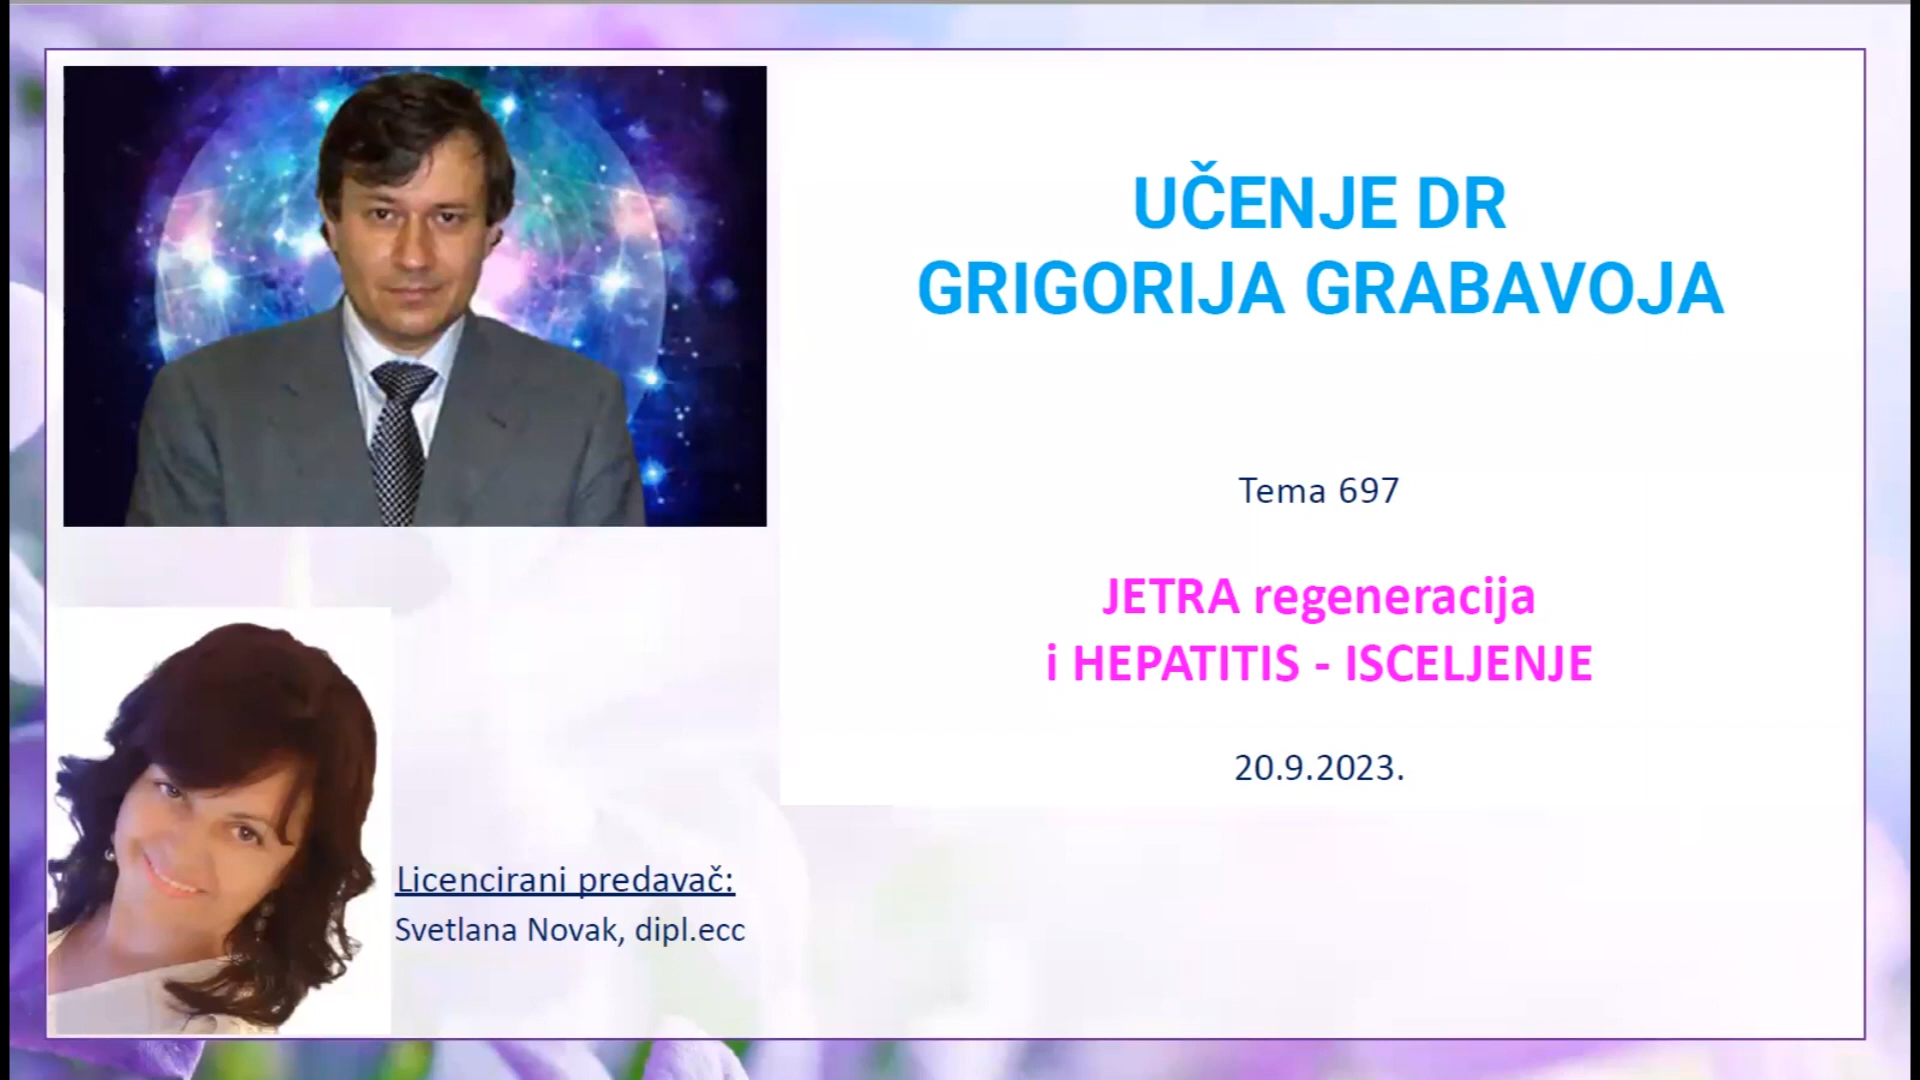 UČENJE DR
GRIGORIJA GRABAVOJA
Tema 697
JETRA regeneracija
i HEPATITIS - ISCELJENJE
20.9.2023.
Licencirani predavač:
Svetlana Novak, dipl.ecc